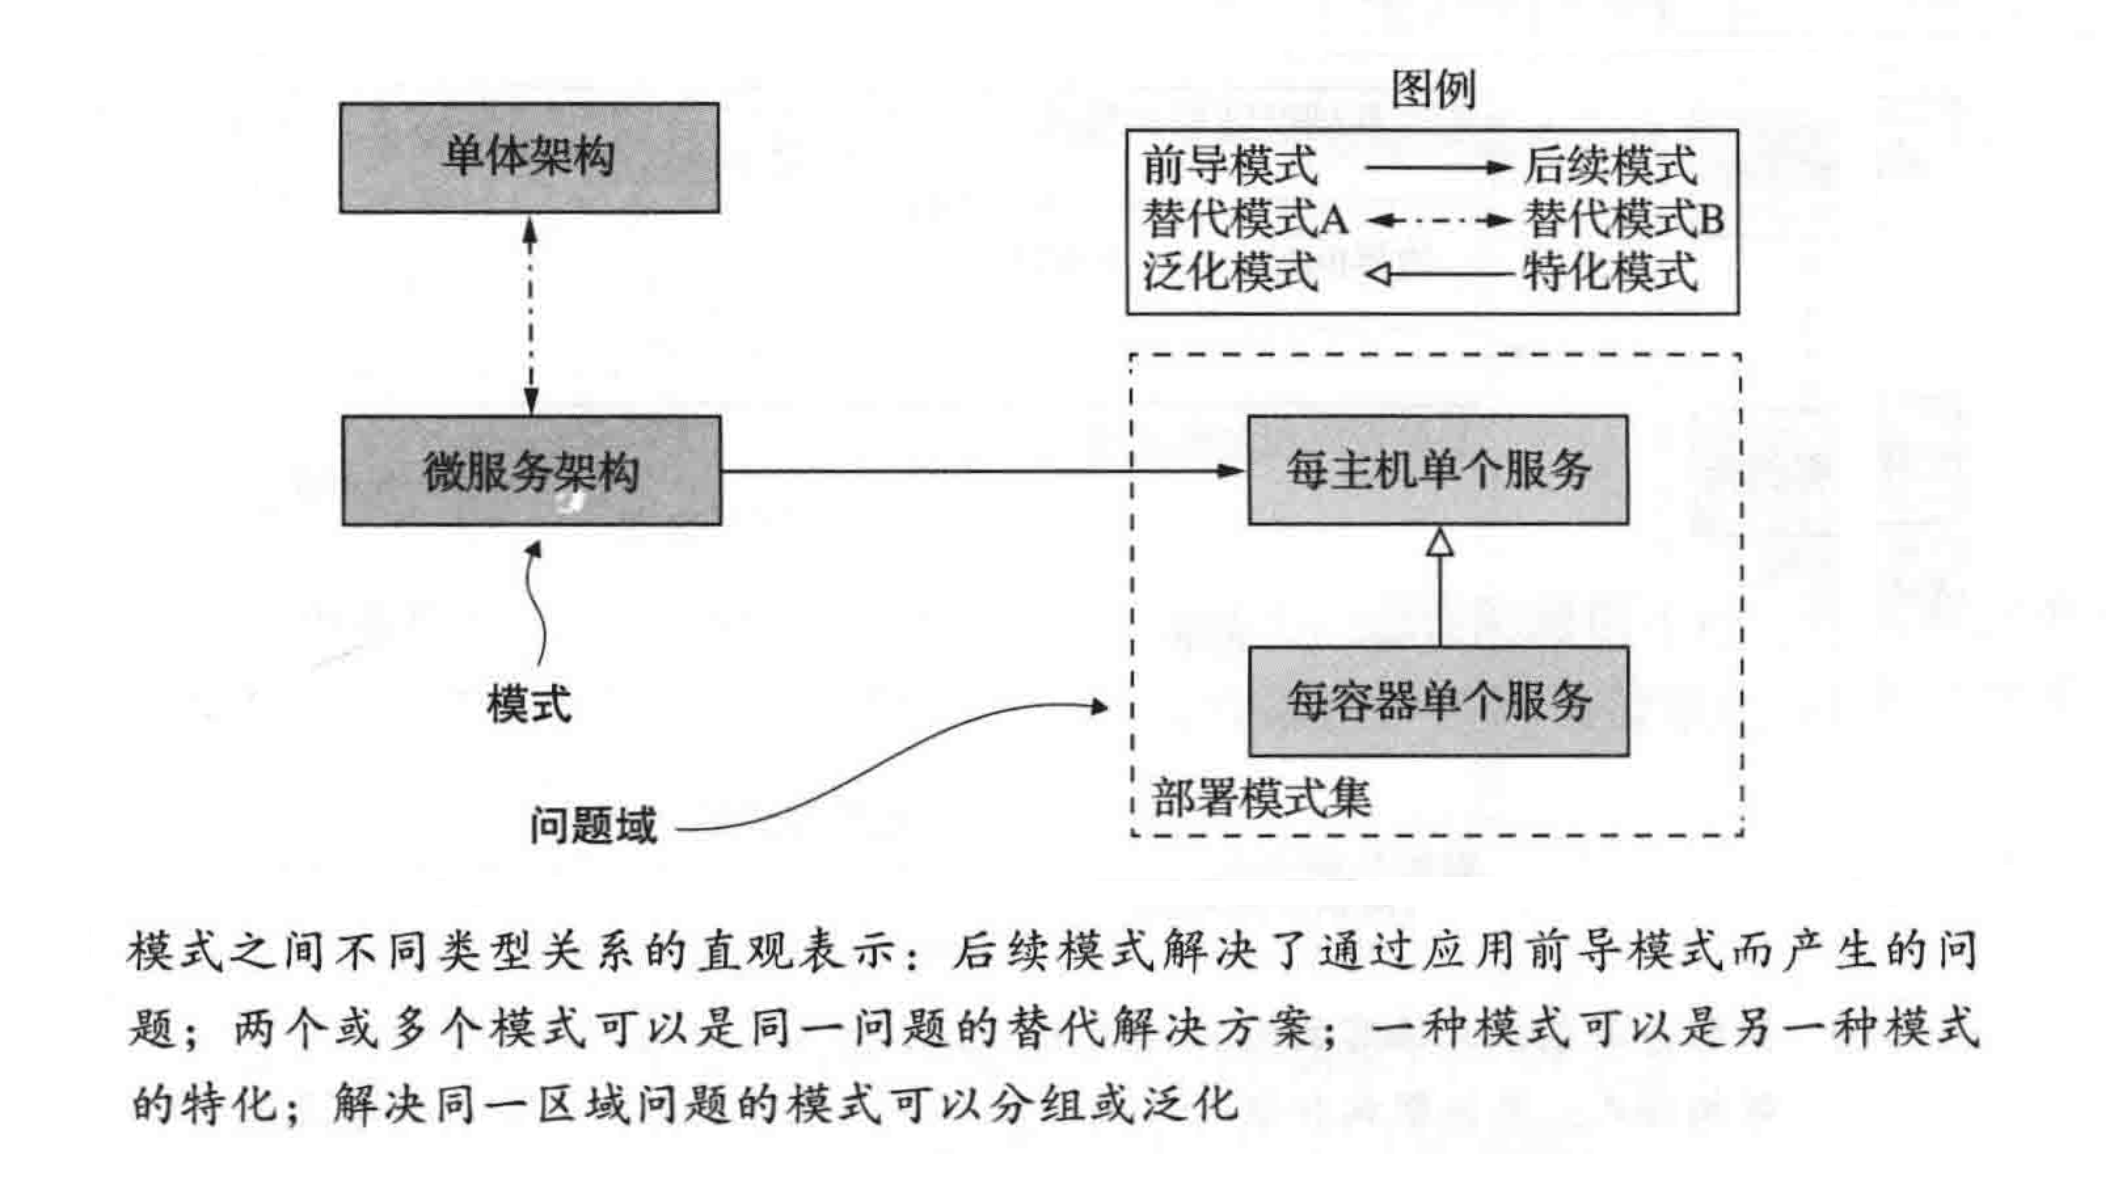 图例
前导模式 后续模式
替代模式A 替代模式B
泛化模式 特化模式
单体架构
微服务架构
每主机单个服务
每容器单个服务
部署模式集
模式
问题域
模式之间不同类型关系的直观表示：后续模式解决了通过应用前导模式而产生的问
题；两个或多个模式可以是同一问题的替代解决方案；一种模式可以是另一种模式
的特化；解决同一区域问题的模式可以分组或泛化